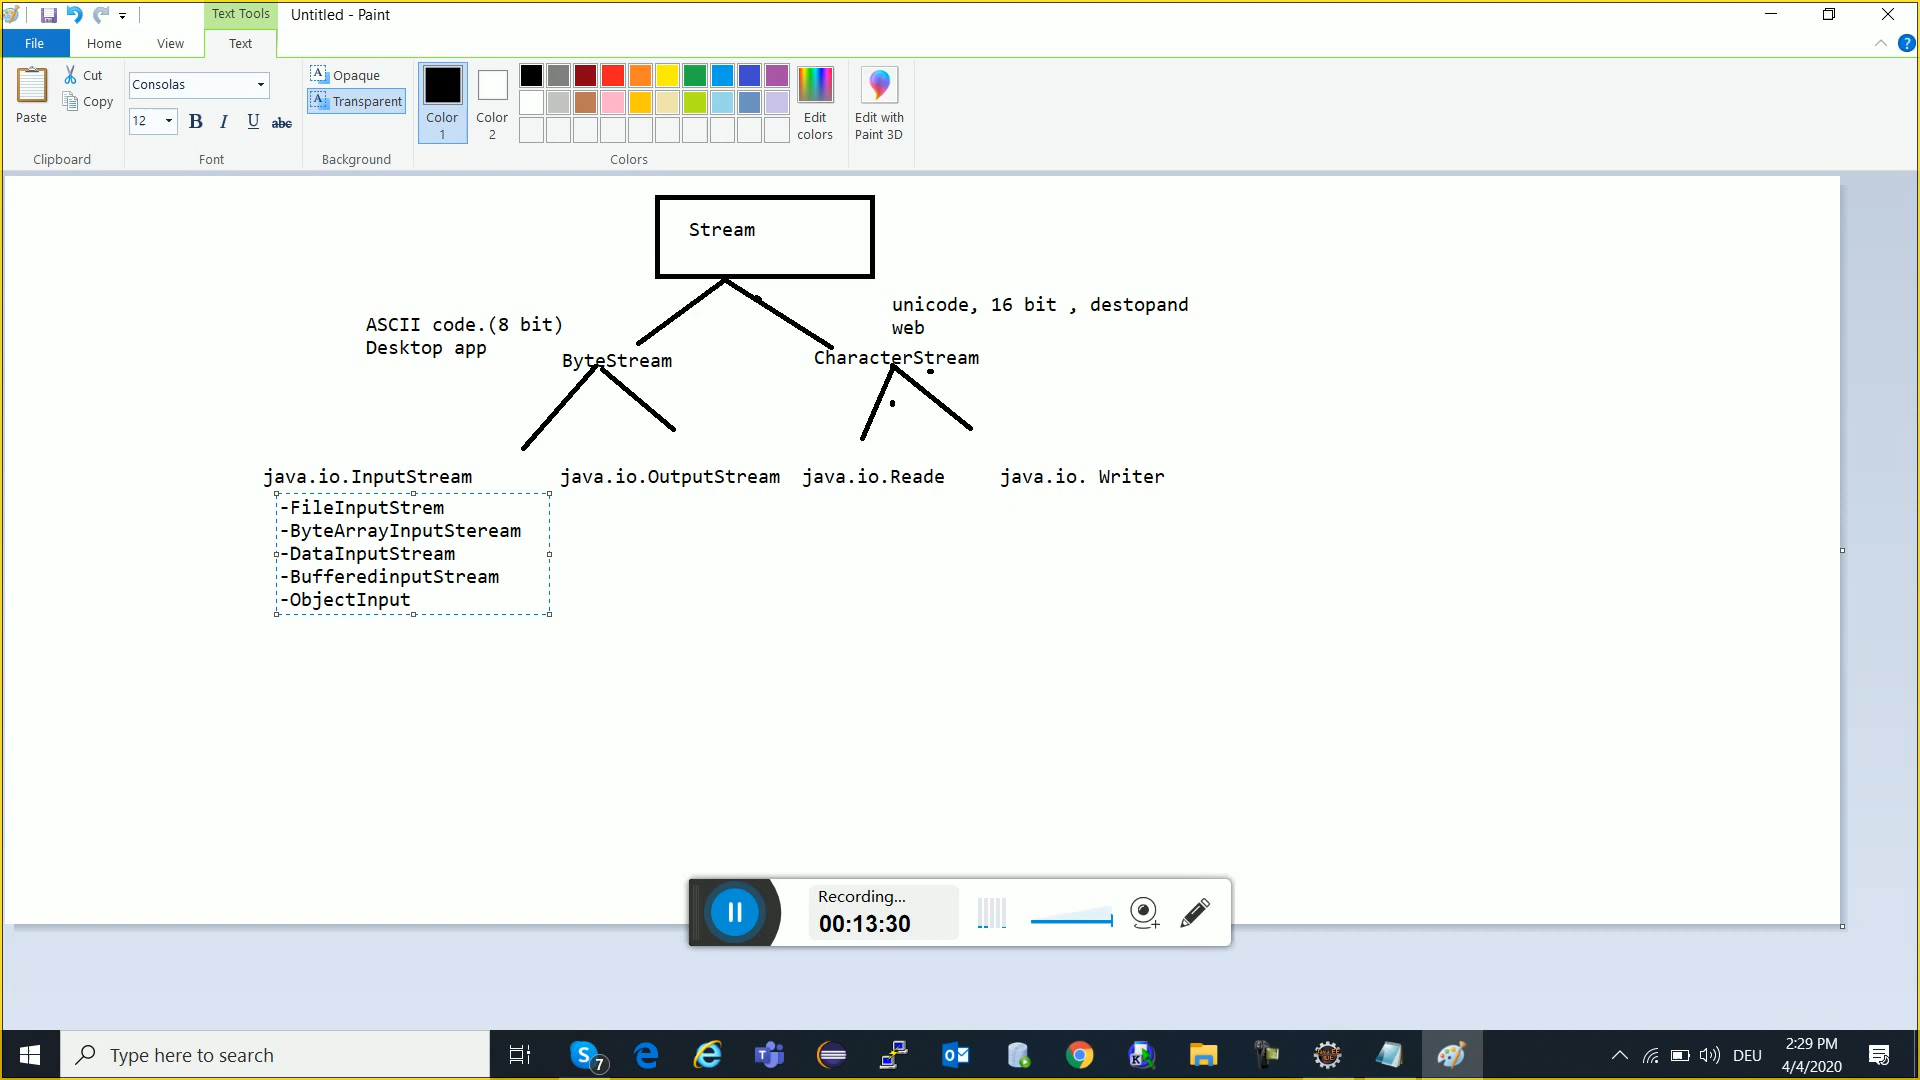 Text Tools
Untitled - Paint
File
Home
View
Text
Paste
Cut
Copy
Clipboard
Consolas
12
B I U abc
Font
Opaque
Transparent
Background
Color 1
Color 2
Colors
Edit colors
Edit with Paint 3D
Stream
ASCII code.(8 bit)
Desktop app
unicode, 16 bit , destopand
web
ByteStream
CharacterStream
java.io.InputStream
java.io.OutputStream
java.io.Reade
java.io. Writer
-FileInputStrem
-ByteArrayInputSteream
-DataInputStream
-BufferedinputStream
-ObjectInput
Recording...
00:13:30
Type here to search
7
DEU
2:29 PM
4/4/2020